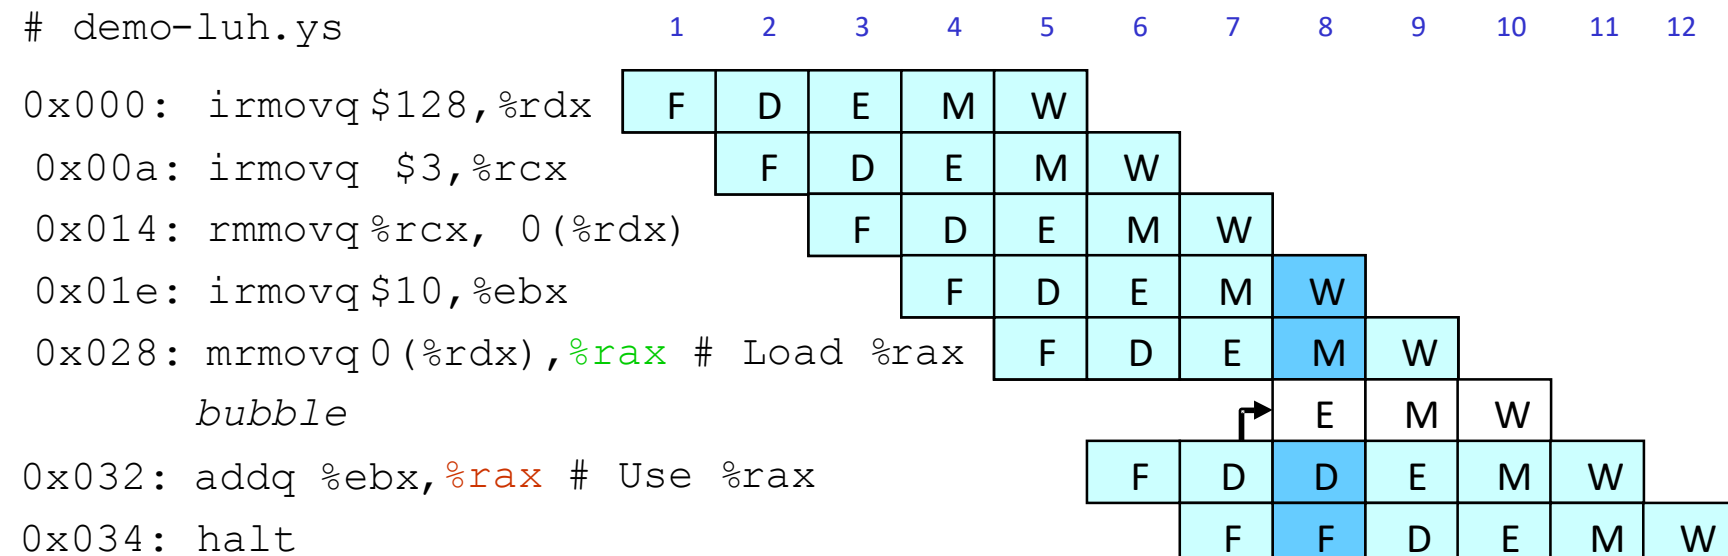 # demo-luh.ys 1 2 3 4 5 6 7 8 9 10 11 12
0x000: irmovq $128,%rdx F D E M W
0x00a: irmovq $3,%rcx F D E M W
0x014: rmmovq %rcx, 0(%rdx) F D E M W
0x01e: irmovq $10,%ebx F D E M W
0x028: mrmovq 0(%rdx),%rax # Load %rax F D E M W
bubble E M W
0x032: addq %ebx,%rax # Use %rax F D D E M W
0x034: halt F F D E M W